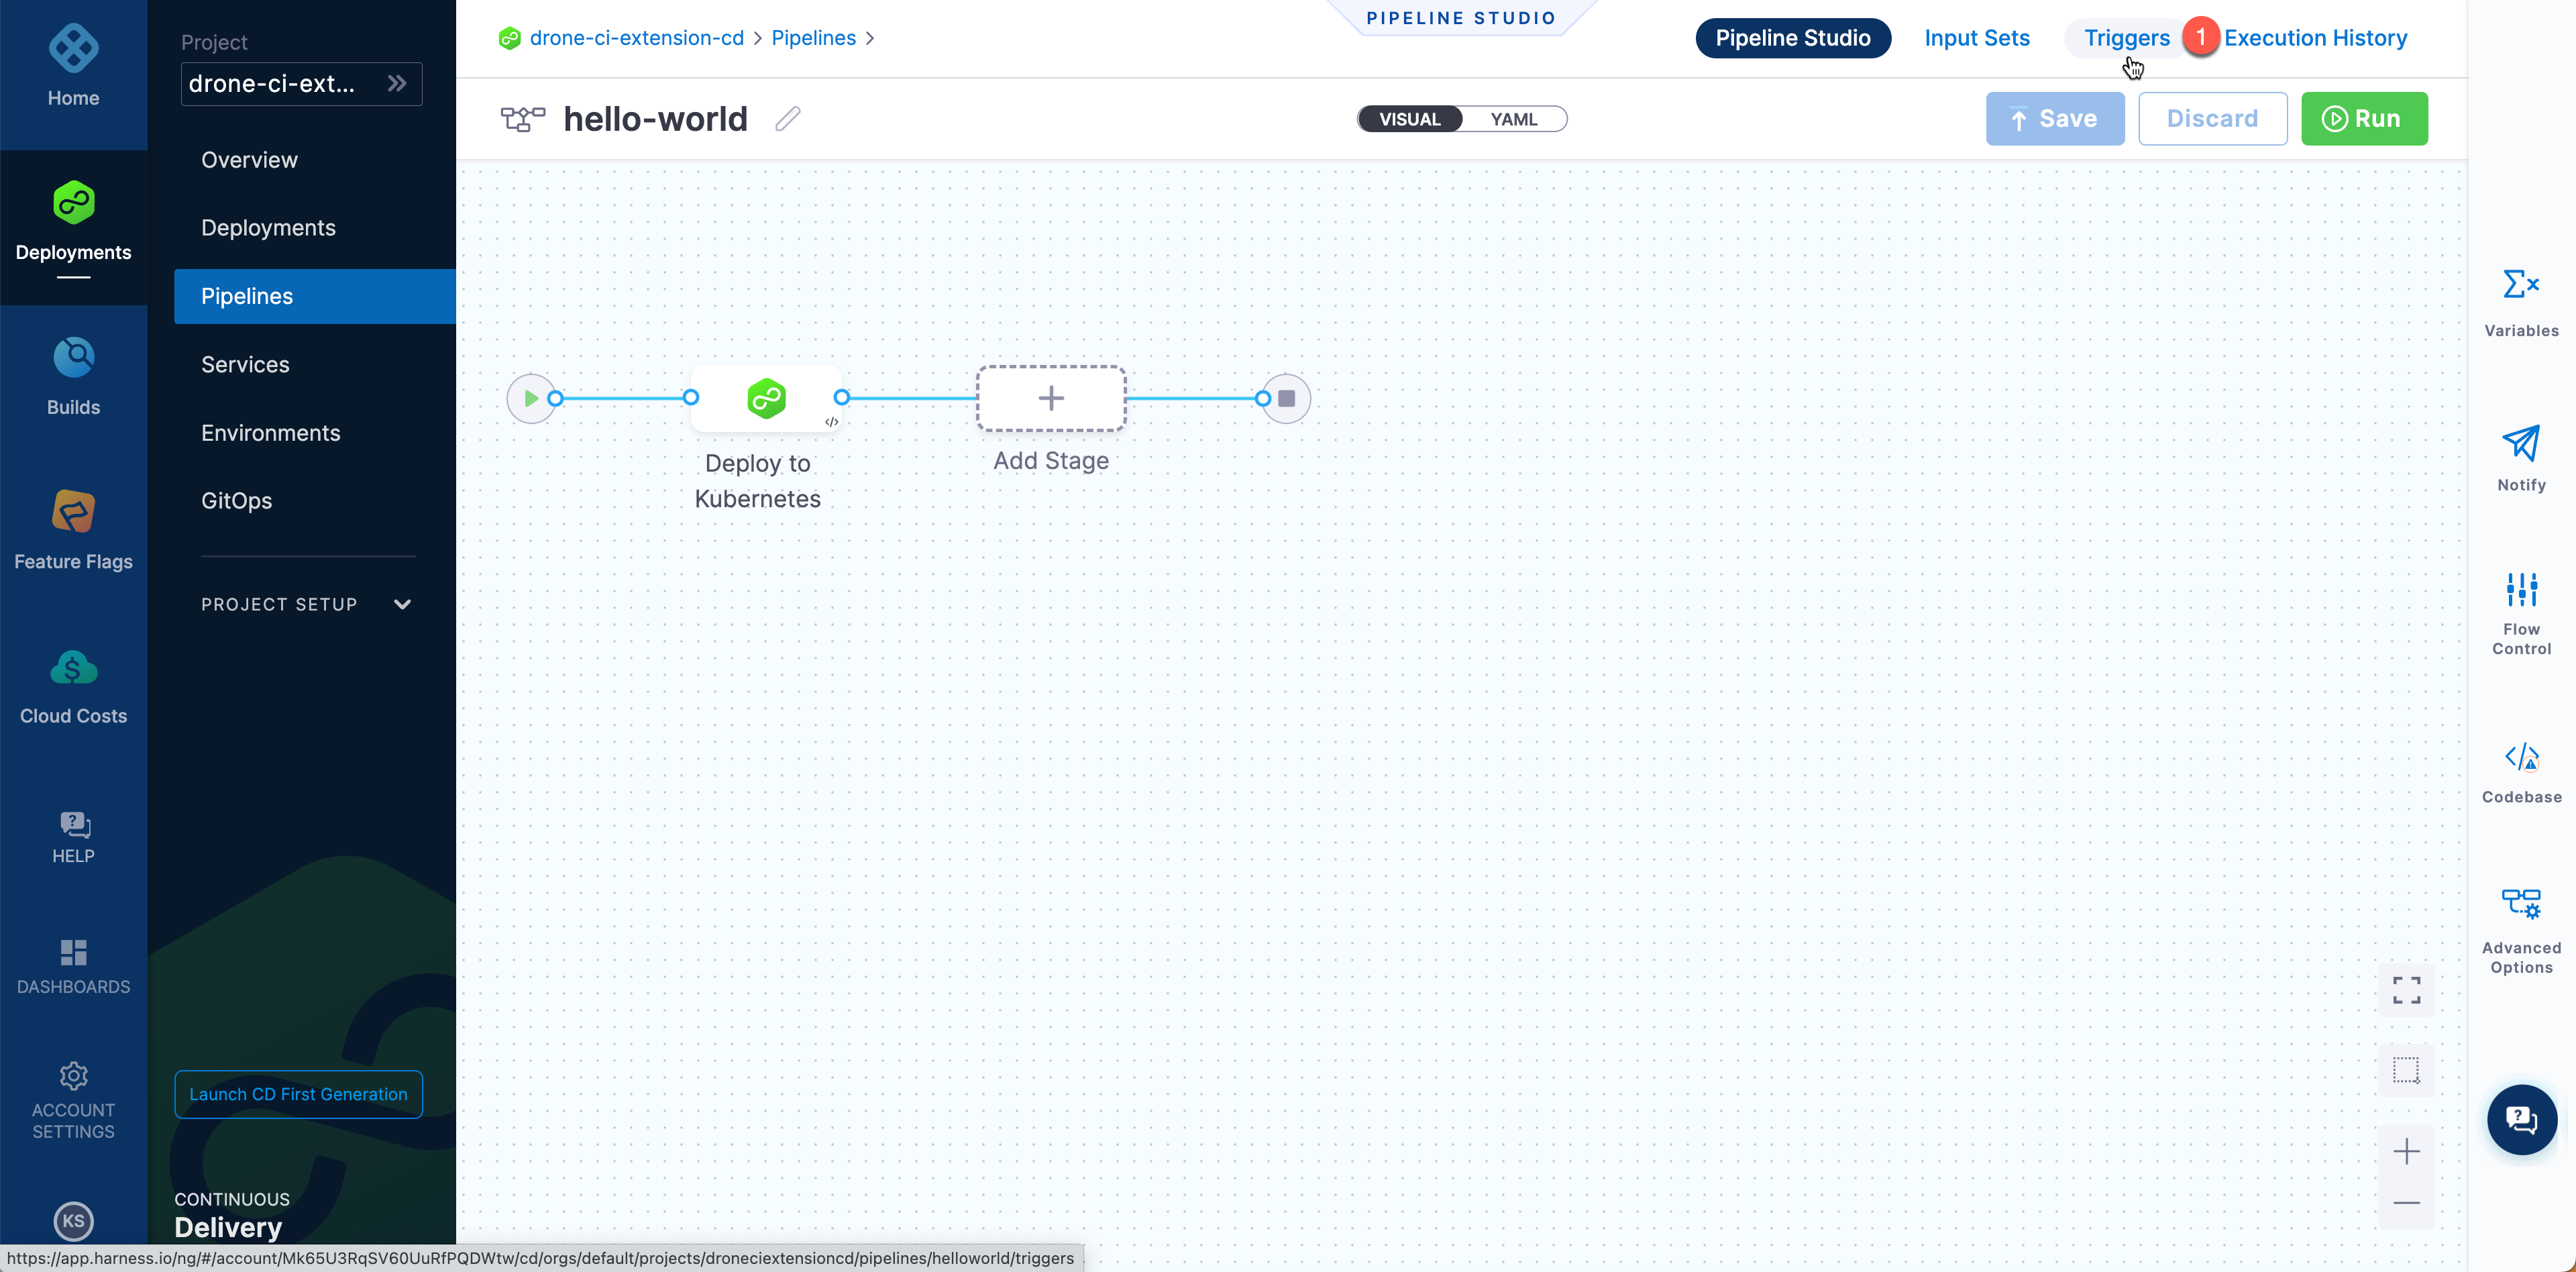 Home
Deployments
Builds
Feature Flags
Cloud Costs
HELP
DASHBOARDS
ACCOUNT
SETTINGS
KS
Project
drone-ci-ext...
Overview
Deployments
Pipelines
Services
Environments
GitOps
PROJECT SETUP
Launch CD First Generation
CONTINUOUS
Delivery
drone-ci-extension-cd > Pipelines >
PIPELINE STUDIO
Pipeline Studio
Input Sets
Triggers
1
Execution History
hello-world
VISUAL
YAML
Save
Discard
Run
Deploy to
Kubernetes
Add Stage
Variables
Notify
Flow
Control
Codebase
Advanced
Options
https://app.harness.io/ng/#/account/Mk65U3RqSV60UuRfPQDWtw/cd/orgs/default/projects/droneciextensioncd/pipelines/helloworld/triggers